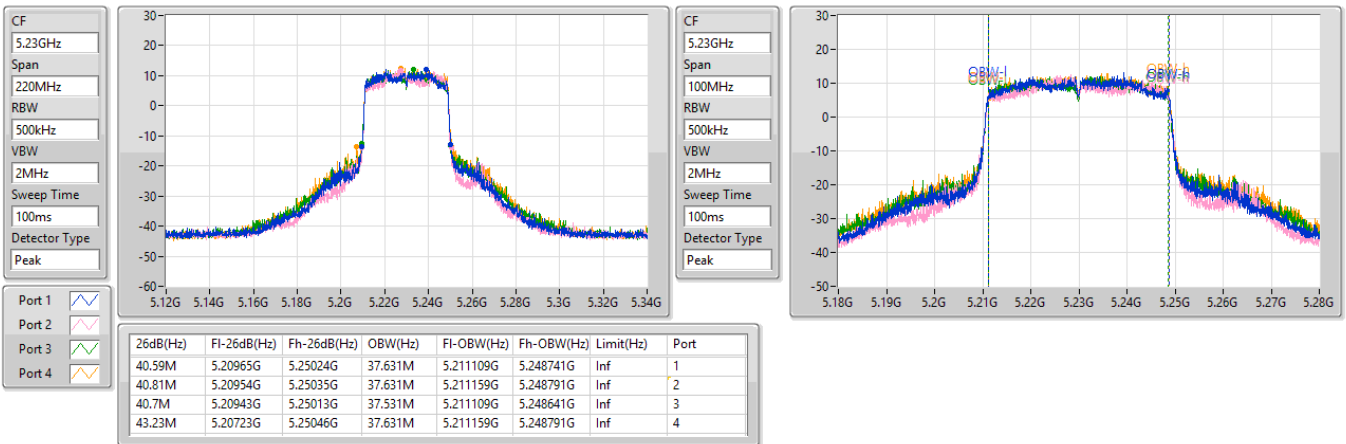 CF
5.23GHz
Span
220MHz
RBW
500kHz
VBW
2MHz
Sweep Time
100ms
Detector Type
Peak
30
20
10
0
-10
-20
-30
-40
-50
-60
5.12G 5.14G 5.16G 5.18G 5.2G 5.22G 5.24G 5.26G 5.28G 5.3G 5.32G 5.34G
CF
5.23GHz
Span
100MHz
RBW
500kHz
VBW
2MHz
Sweep Time
100ms
Detector Type
Peak
30
20
10
0
-10
-20
-30
-40
-50
OBW-l OBW-h
5.18G 5.19G 5.2G 5.21G 5.22G 5.23G 5.24G 5.25G 5.26G 5.27G 5.28G
Port 1
Port 2
Port 3
Port 4
26dB(Hz) Fl-26dB(Hz) Fh-26dB(Hz) OBW(Hz) Fl-OBW(Hz) Fh-OBW(Hz) Limit(Hz) Port
40.59M 5.20965G 5.25024G 37.631M 5.211109G 5.248741G Inf 1
40.81M 5.20954G 5.25035G 37.631M 5.211159G 5.248791G Inf 2
40.7M 5.20943G 5.25013G 37.531M 5.211109G 5.248641G Inf 3
43.23M 5.20723G 5.25046G 37.631M 5.211159G 5.248791G Inf 4